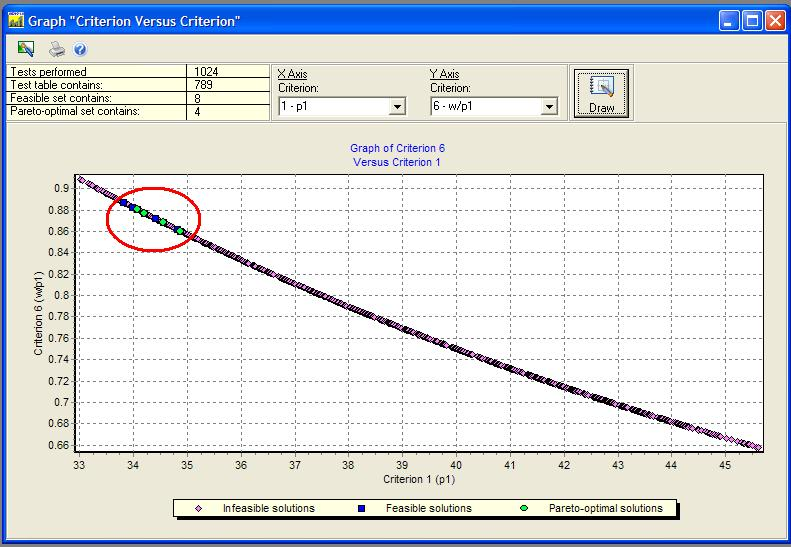 Graph "Criterion Versus Criterion"
Tests performed 1024
Test table contains: 789
Feasible set contains: 8
Pareto-optimal set contains: 4
X Axis
Criterion:
1 - p1
Y Axis
Criterion:
6 - w/p1
Draw
Graph of Criterion 6
Versus Criterion 1
Criterion 6 (w/p1)
0.9
0.88
0.86
0.84
0.82
0.8
0.78
0.76
0.74
0.72
0.7
0.68
0.66
33 34 35 36 37 38 39 40 41 42 43 44 45
Criterion 1 (p1)
Infeasible solutions Feasible solutions Pareto-optimal solutions